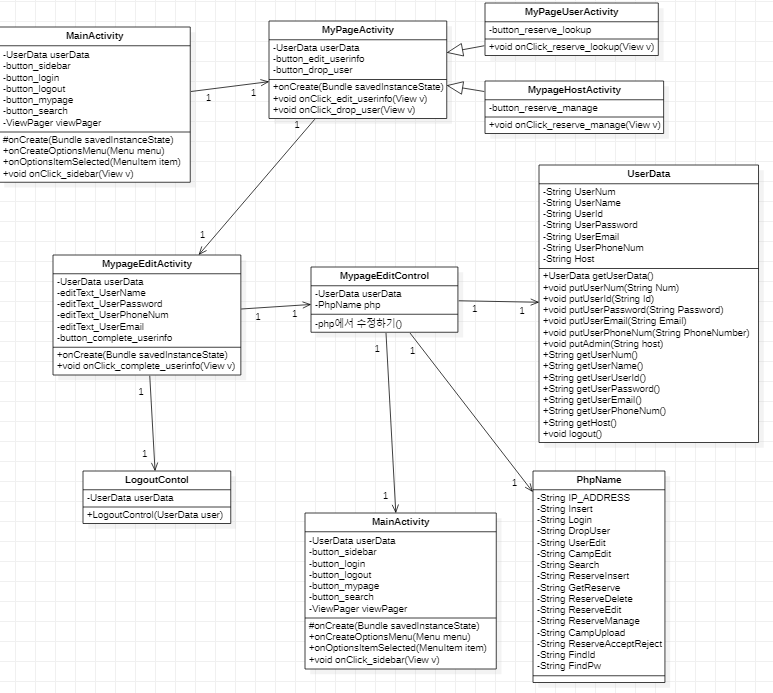 MainActivity
-UserData userData
-button_sidebar
-button_login
-button_logout
-button_mypage
-button_search
-ViewPager viewPager
#onCreate(Bundle savedInstanceState)
+onCreateOptionsMenu(Menu menu)
+onOptionsItemSelected(MenuItem item)
+void onClick_sidebar(View v)
1
1
MyPageActivity
-UserData userData
-button_edit_userinfo
-button_drop_user
+onCreate(Bundle savedInstanceState)
+void onClick_edit_userinfo(View v)
+void onClick_drop_user(View v)
MyPageUserActivity
-button_reserve_lookup
+void onClick_reserve_lookup(View v)
MypageHostActivity
-button_reserve_manage
+void onClick_reserve_manage(View v)
1
1
MypageEditActivity
-UserData userData
-editText_UserName
-editText_UserPassword
-editText_UserPhoneNum
-editText_UserEmail
-button_complete_userinfo
+onCreate(Bundle savedInstanceState)
+void onClick_complete_userinfo(View v)
1
1
MypageEditControl
-UserData userData
-PhpName php
-php에서 수정하기()
1
1
UserData
-String UserNum
-String UserName
-String UserId
-String UserPassword
-String UserEmail
-String UserPhoneNum
-String Host
+UserData getUserData()
+void putUserNum(String Num)
+void putUserId(String Id)
+void putUserPassword(String Password)
+void putUserEmail(String Email)
+void putUserPhoneNum(String PhoneNumber)
+void putAdmin(String host)
+String getUserNum()
+String getUserName()
+String getUserUserId()
+String getUserPassword()
+String getUserEmail()
+String getUserPhoneNum()
+String getHost()
+void logout()
1
1
LogoutContol
-UserData userData
+LogoutControl(UserData user)
1
1
MainActivity
-UserData userData
-button_sidebar
-button_login
-button_logout
-button_mypage
-button_search
-ViewPager viewPager
#onCreate(Bundle savedInstanceState)
+onCreateOptionsMenu(Menu menu)
+onOptionsItemSelected(MenuItem item)
+void onClick_sidebar(View v)
1
1
PhpName
-String IP_ADDRESS
-String Insert
-String Login
-String DropUser
-String UserEdit
-String CampEdit
-String Search
-String ReserveInsert
-String GetReserve
-String ReserveDelete
-String ReserveEdit
-String ReserveManage
-String CampUpload
-String ReserveAcceptReject
-String FindId
-String FindPw